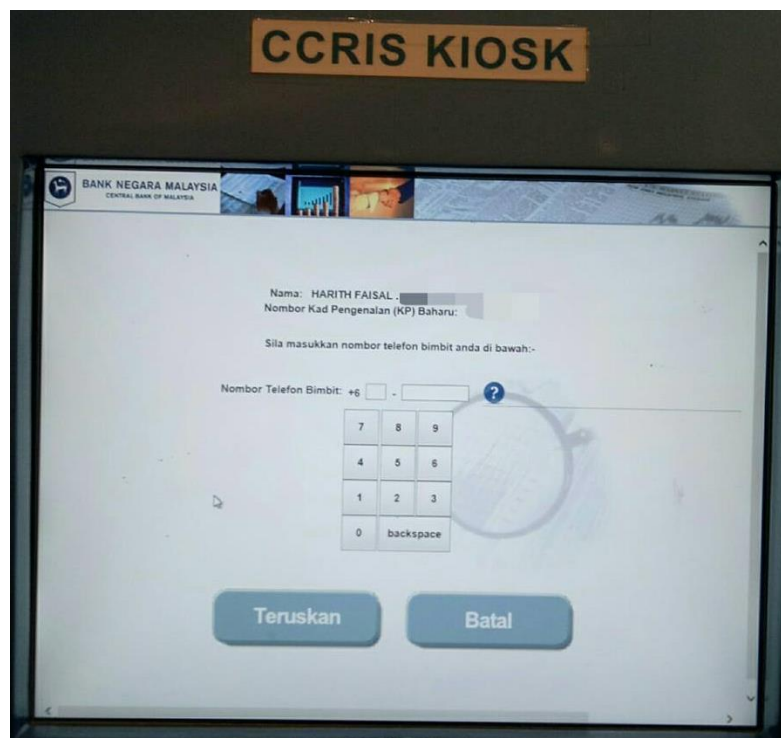 CCRIS KIOSK
BANK NEGARA MALAYSIA
CENTRAL BANK OF MALAYSIA
Nama: HARITH FAISAL .
Nombor Kad Pengenalan (KP) Baharu:
Sila masukkan nombor telefon bimbit anda di bawah:-
Nombor Telefon Bimbit: +6 - ?
7 8 9
4 5 6
1 2 3
0 backspace
Teruskan Batal